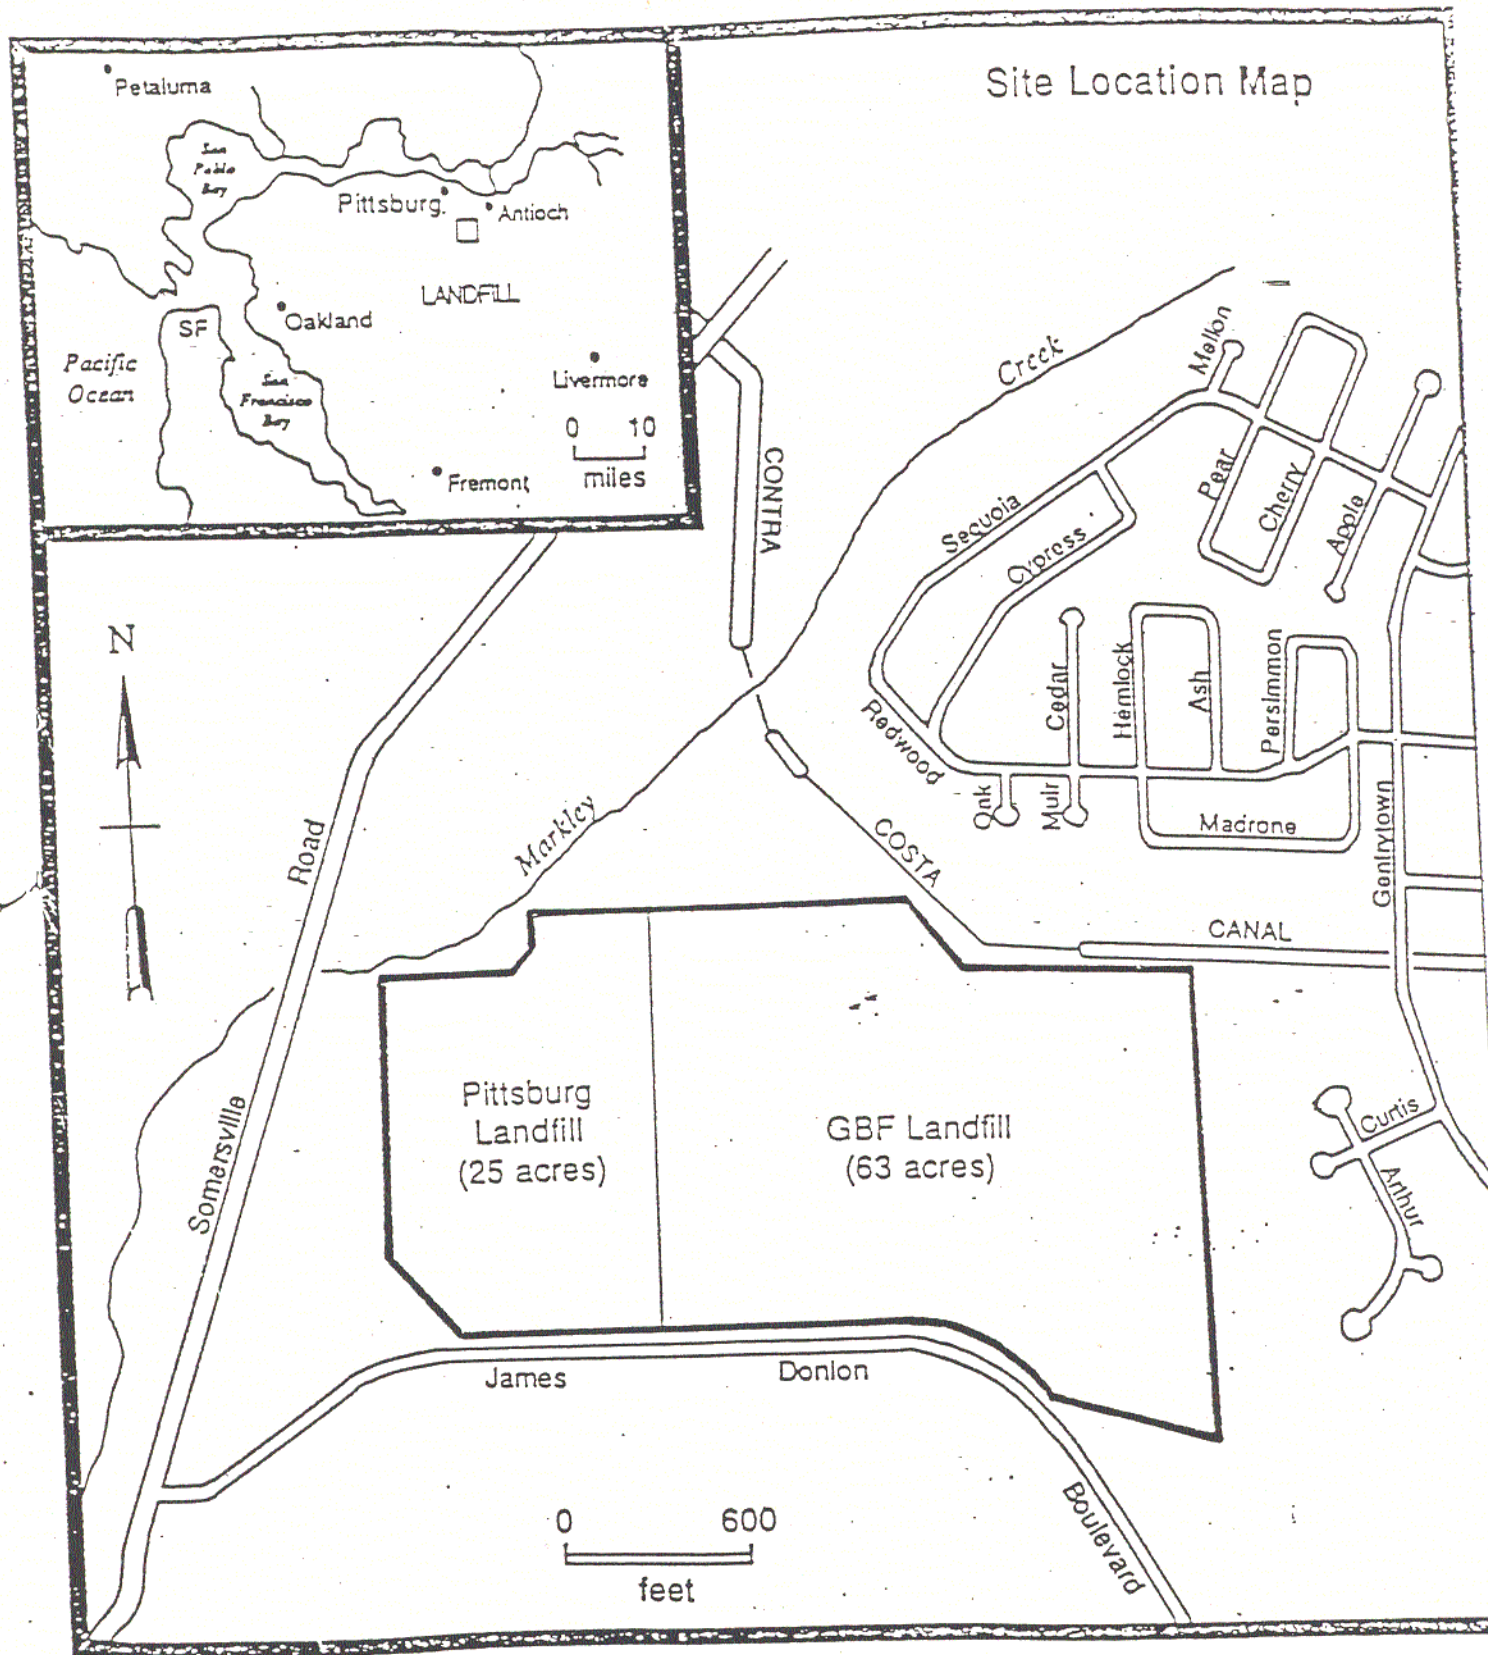 Site Location Map
Petaluma
San
Pablo
Bay
Pittsburg
Antioch
LANDFILL
SF
Oakland
Pacific
Ocean
San
Francisco
Bay
Livermore
0 10
miles
Fremont
N
CONTRA
COSTA
CANAL
Creek
Markley
Mellon
Pear
Cherry
Apple
Sequoia
Cypress
Cedar
Hemlock
Ash
Persimmon
Redwood
Muir
Madrone
Gentrytown
Road
Somersville
Pittsburg
Landfill
(25 acres)
GBF Landfill
(63 acres)
Curtis
Arthur
James
Donlon
Boulevard
0 600
feet